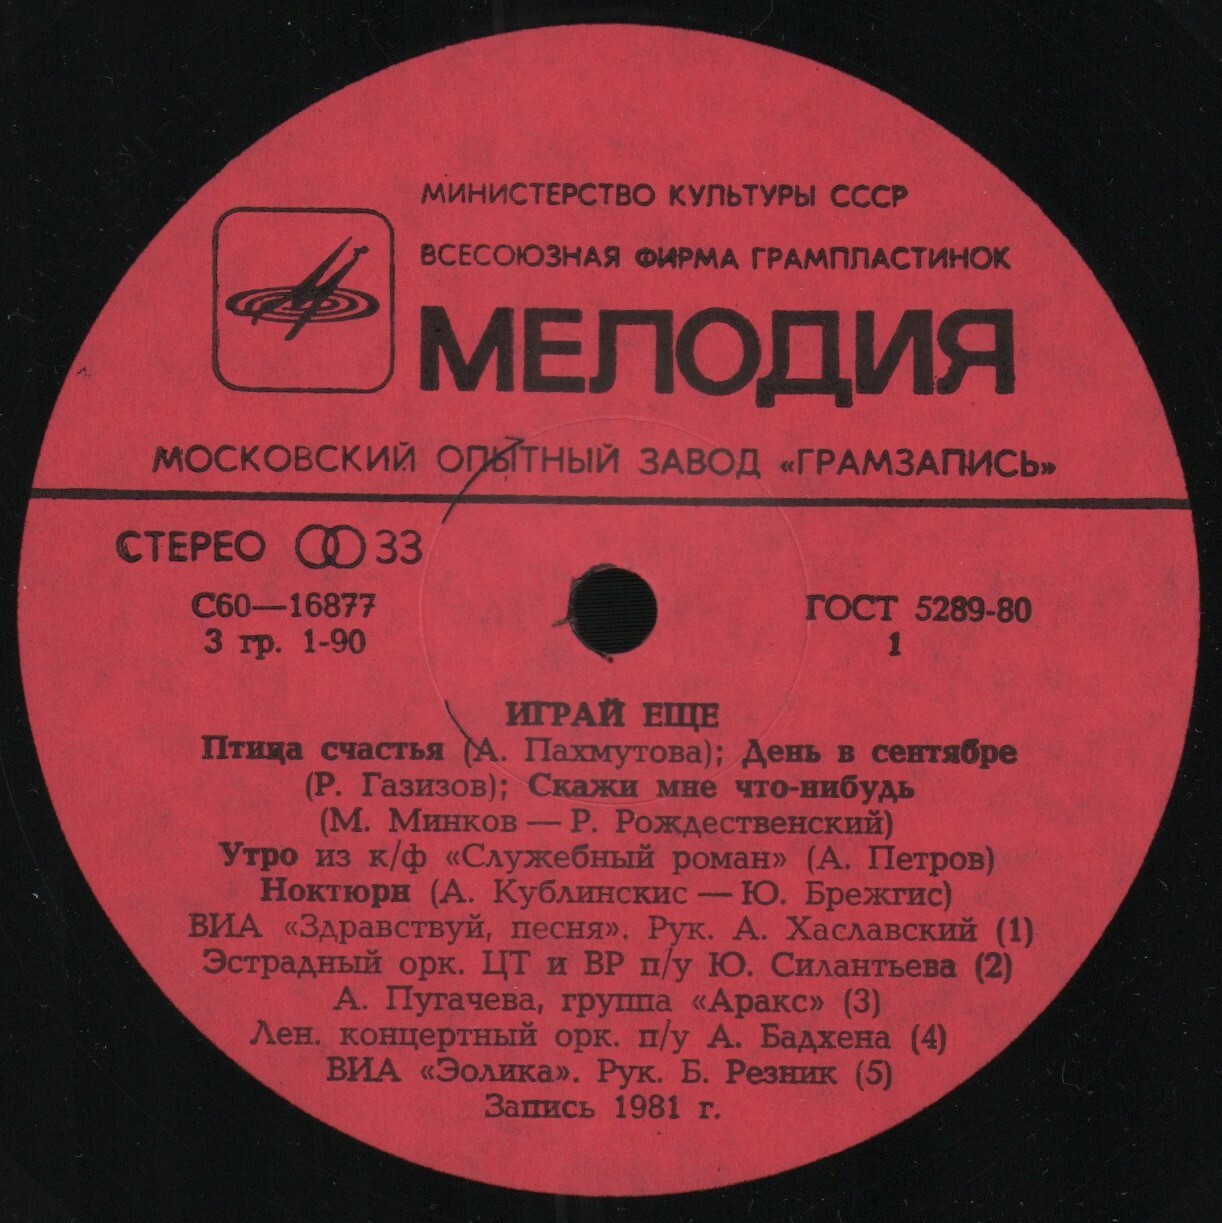 МИНИСТЕРСТВО КУЛЬТУРЫ СССР
ВСЕСОЮЗНАЯ ФИРМА ГРАМПЛАСТИНОК
МЕЛОДИЯ
МОСКОВСКИЙ ОПЫТНЫЙ ЗАВОД «ГРАМЗАПИСЬ»
СТЕРЕО 33
С60—16877
3 гр. 1-90
ГОСТ 5289-80
1
ИГРАЙ ЕЩЕ
Птица счастья (А. Пахмутова); День в сентябре
(Р. Газизов); Скажи мне что-нибудь
(М. Минков — Р. Рождественский)
Утро из к/ф «Служебный роман» (А. Петров)
Ноктюрн (А. Кублинскис — Ю. Брежгис)
ВИА «Здравствуй, песня». Рук. А. Хаславский (1)
Эстрадный орк. ЦТ и ВР п/у Ю. Силантьева (2)
А. Пугачева, группа «Аракс» (3)
Лен. концертный орк. п/у А. Бадхена (4)
ВИА «Эолика». Рук. Б. Резник (5)
Запись 1981 г.